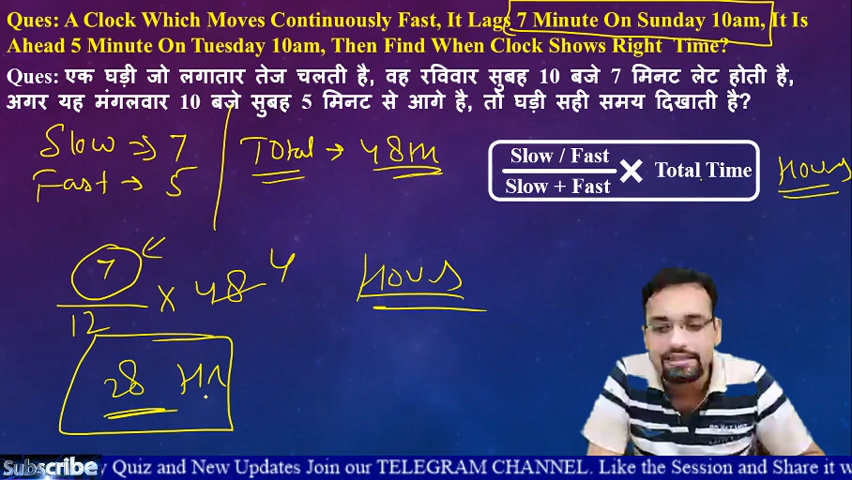 Ques: A Clock Which Moves Continuously Fast, It Lags 7 Minute On Sunday 10am, It Is
Ahead 5 Minute On Tuesday 10am, Then Find When Clock Shows Right Time?
Ques: एक घड़ी जो लगातार तेज चलती है, वह रविवार सुबह 10 बजे 7 मिनट लेट होती है,
अगर यह मंगलवार 10 बजे सुबह 5 मिनट से आगे है, तो घड़ी सही समय दिखाती है?
Slow => 7
Fast → 5
Total → 48
Slow / Fast
Slow + Fast
× Total Time
Hours
7
12
× 48 4
Hours
28 Hr
Subscribe
y Quiz and New Updates Join our TELEGRAM CHANNEL. Like the Session and Share it w